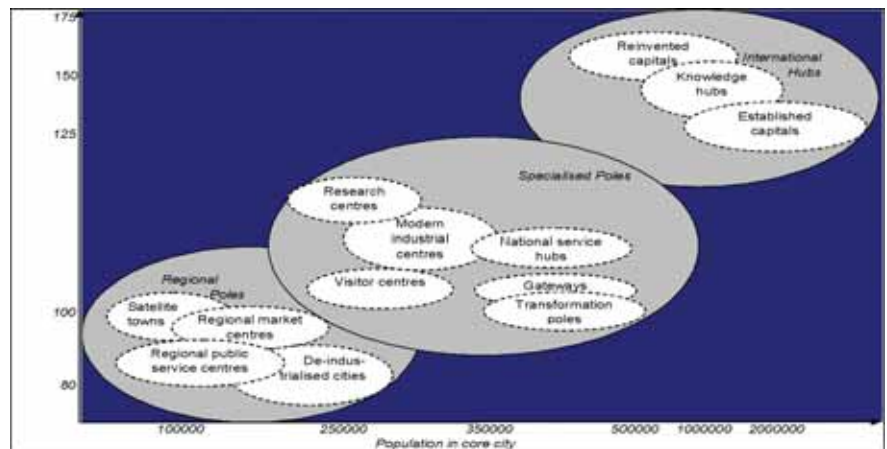 175
150
125
100
80
Reinvented
capitals
International
Hubs
Knowledge
hubs
Established
capitals
Specialised Poles
Research
centres
Modern
industrial
centres
National service
hubs
Visitor centres
Gateways
Transformation
poles
Regional
Poles
Satellite
towns
Regional market
centres
Regional public
service centres
De-indus-
trialised cities
100000 250000 350000 500000 1000000 2000000
Population in core city